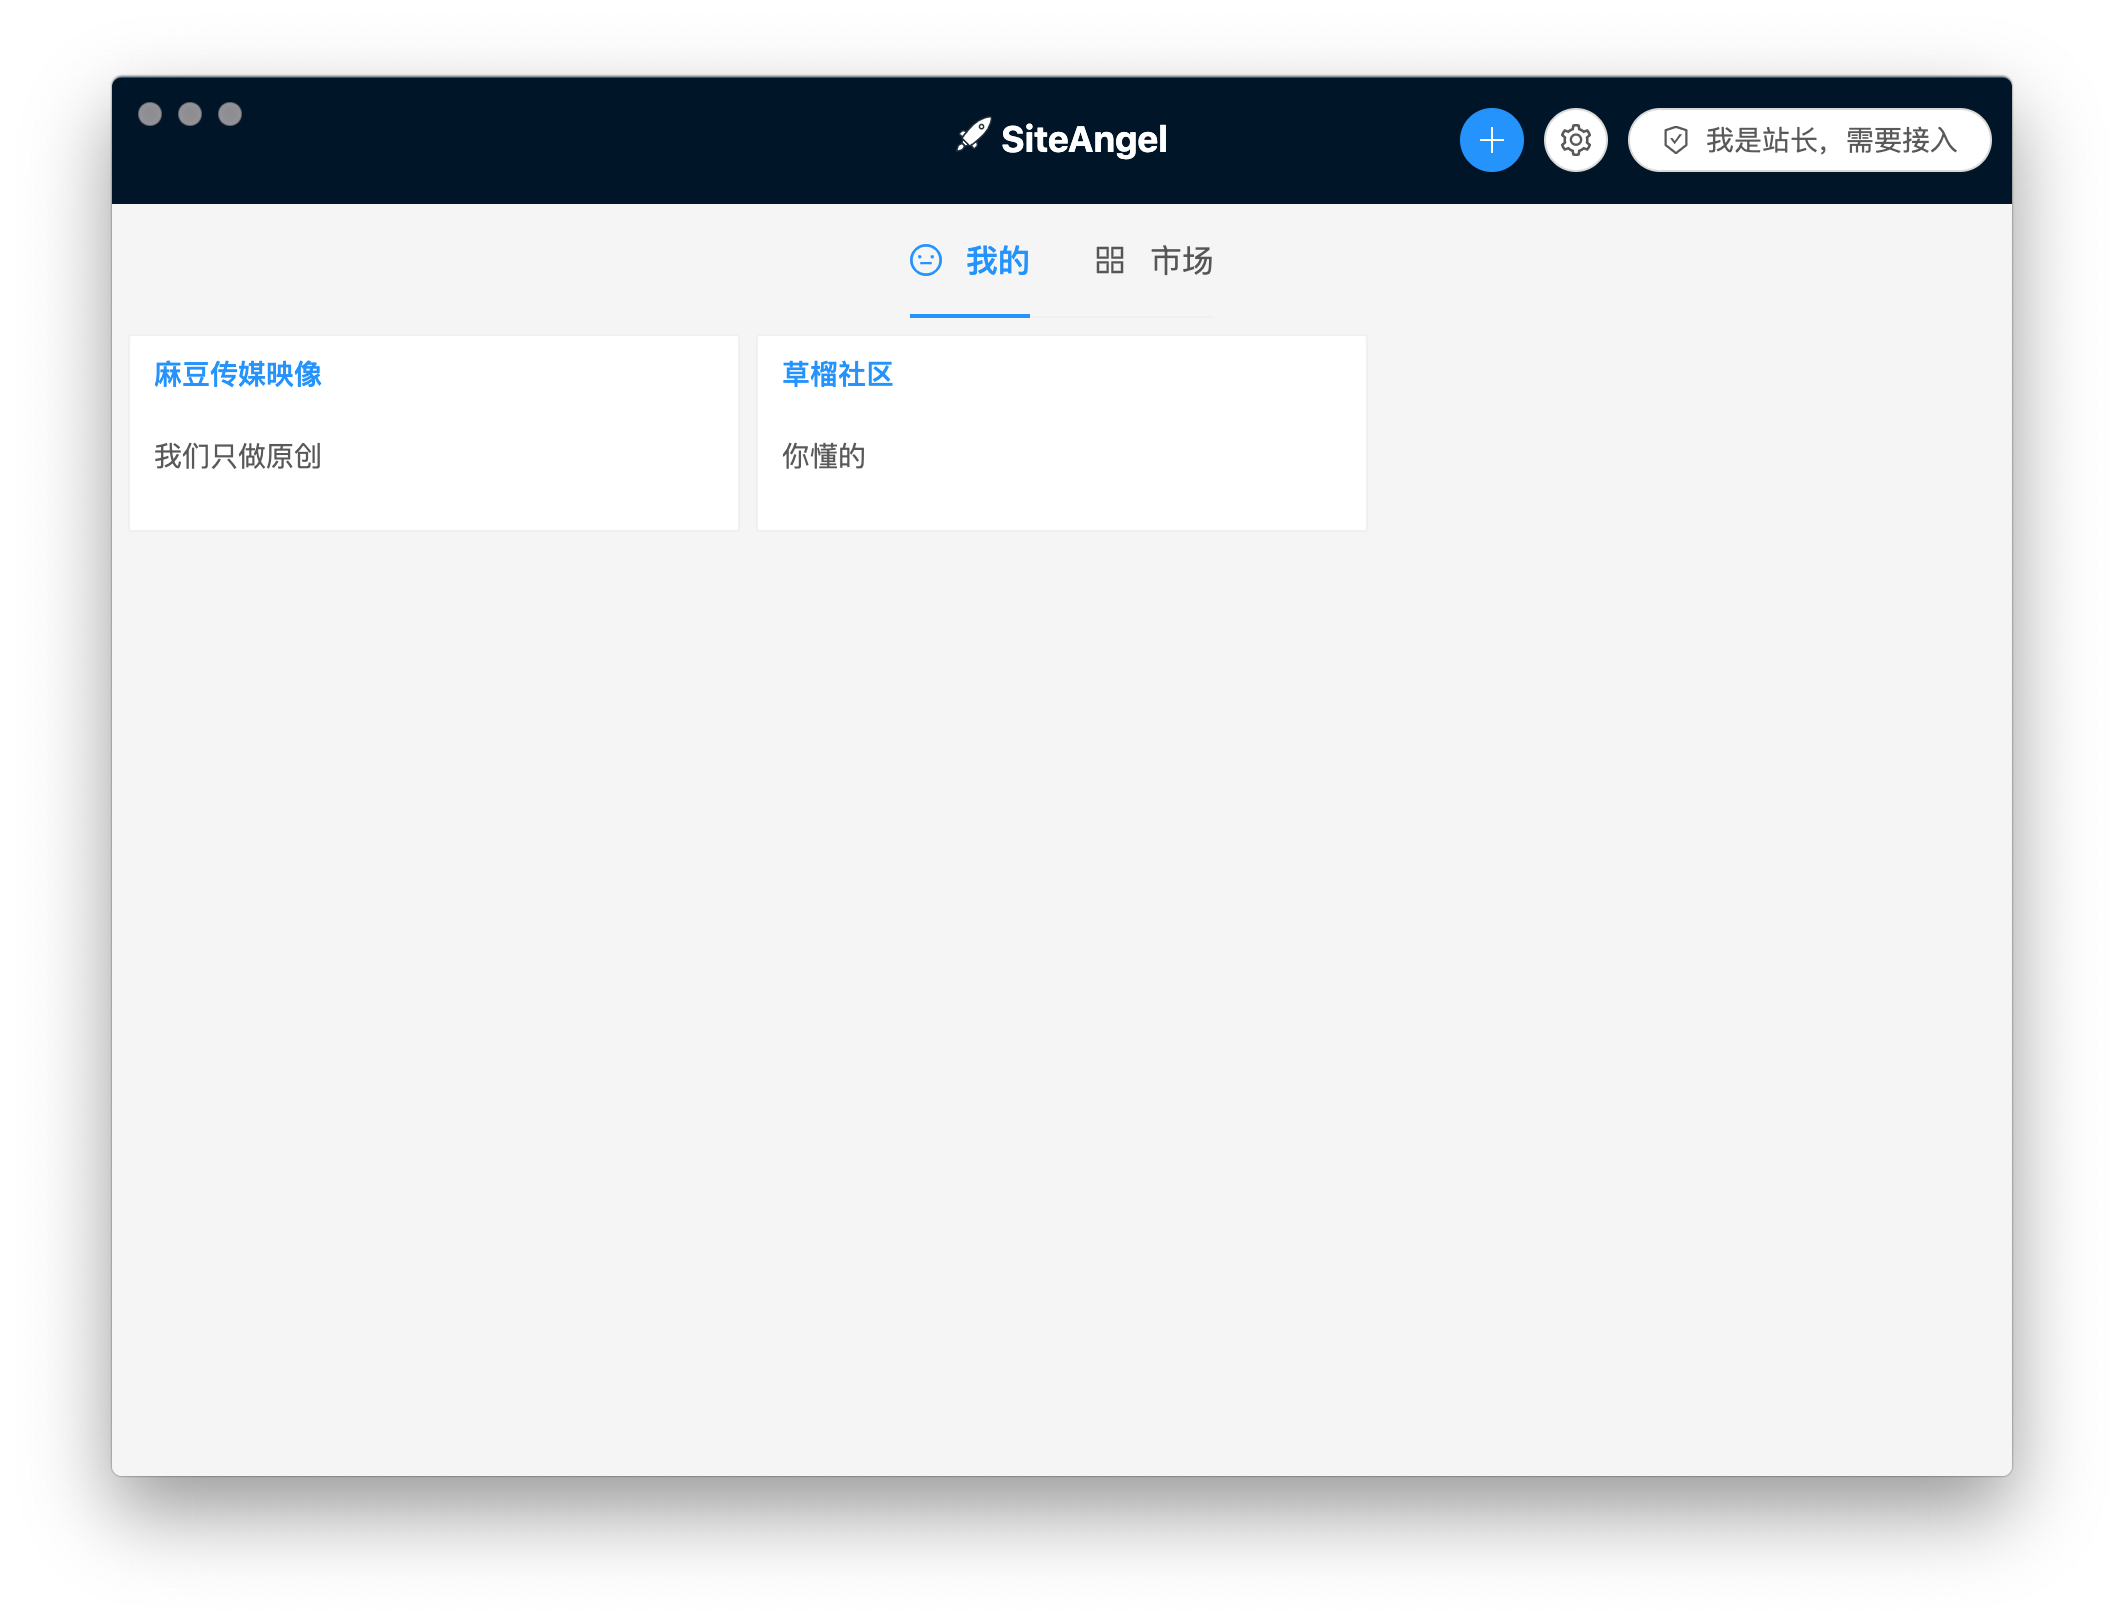 SiteAngel
我是站长，需要接入
我的
市场
麻豆传媒映像
我们只做原创
草榴社区
你懂的